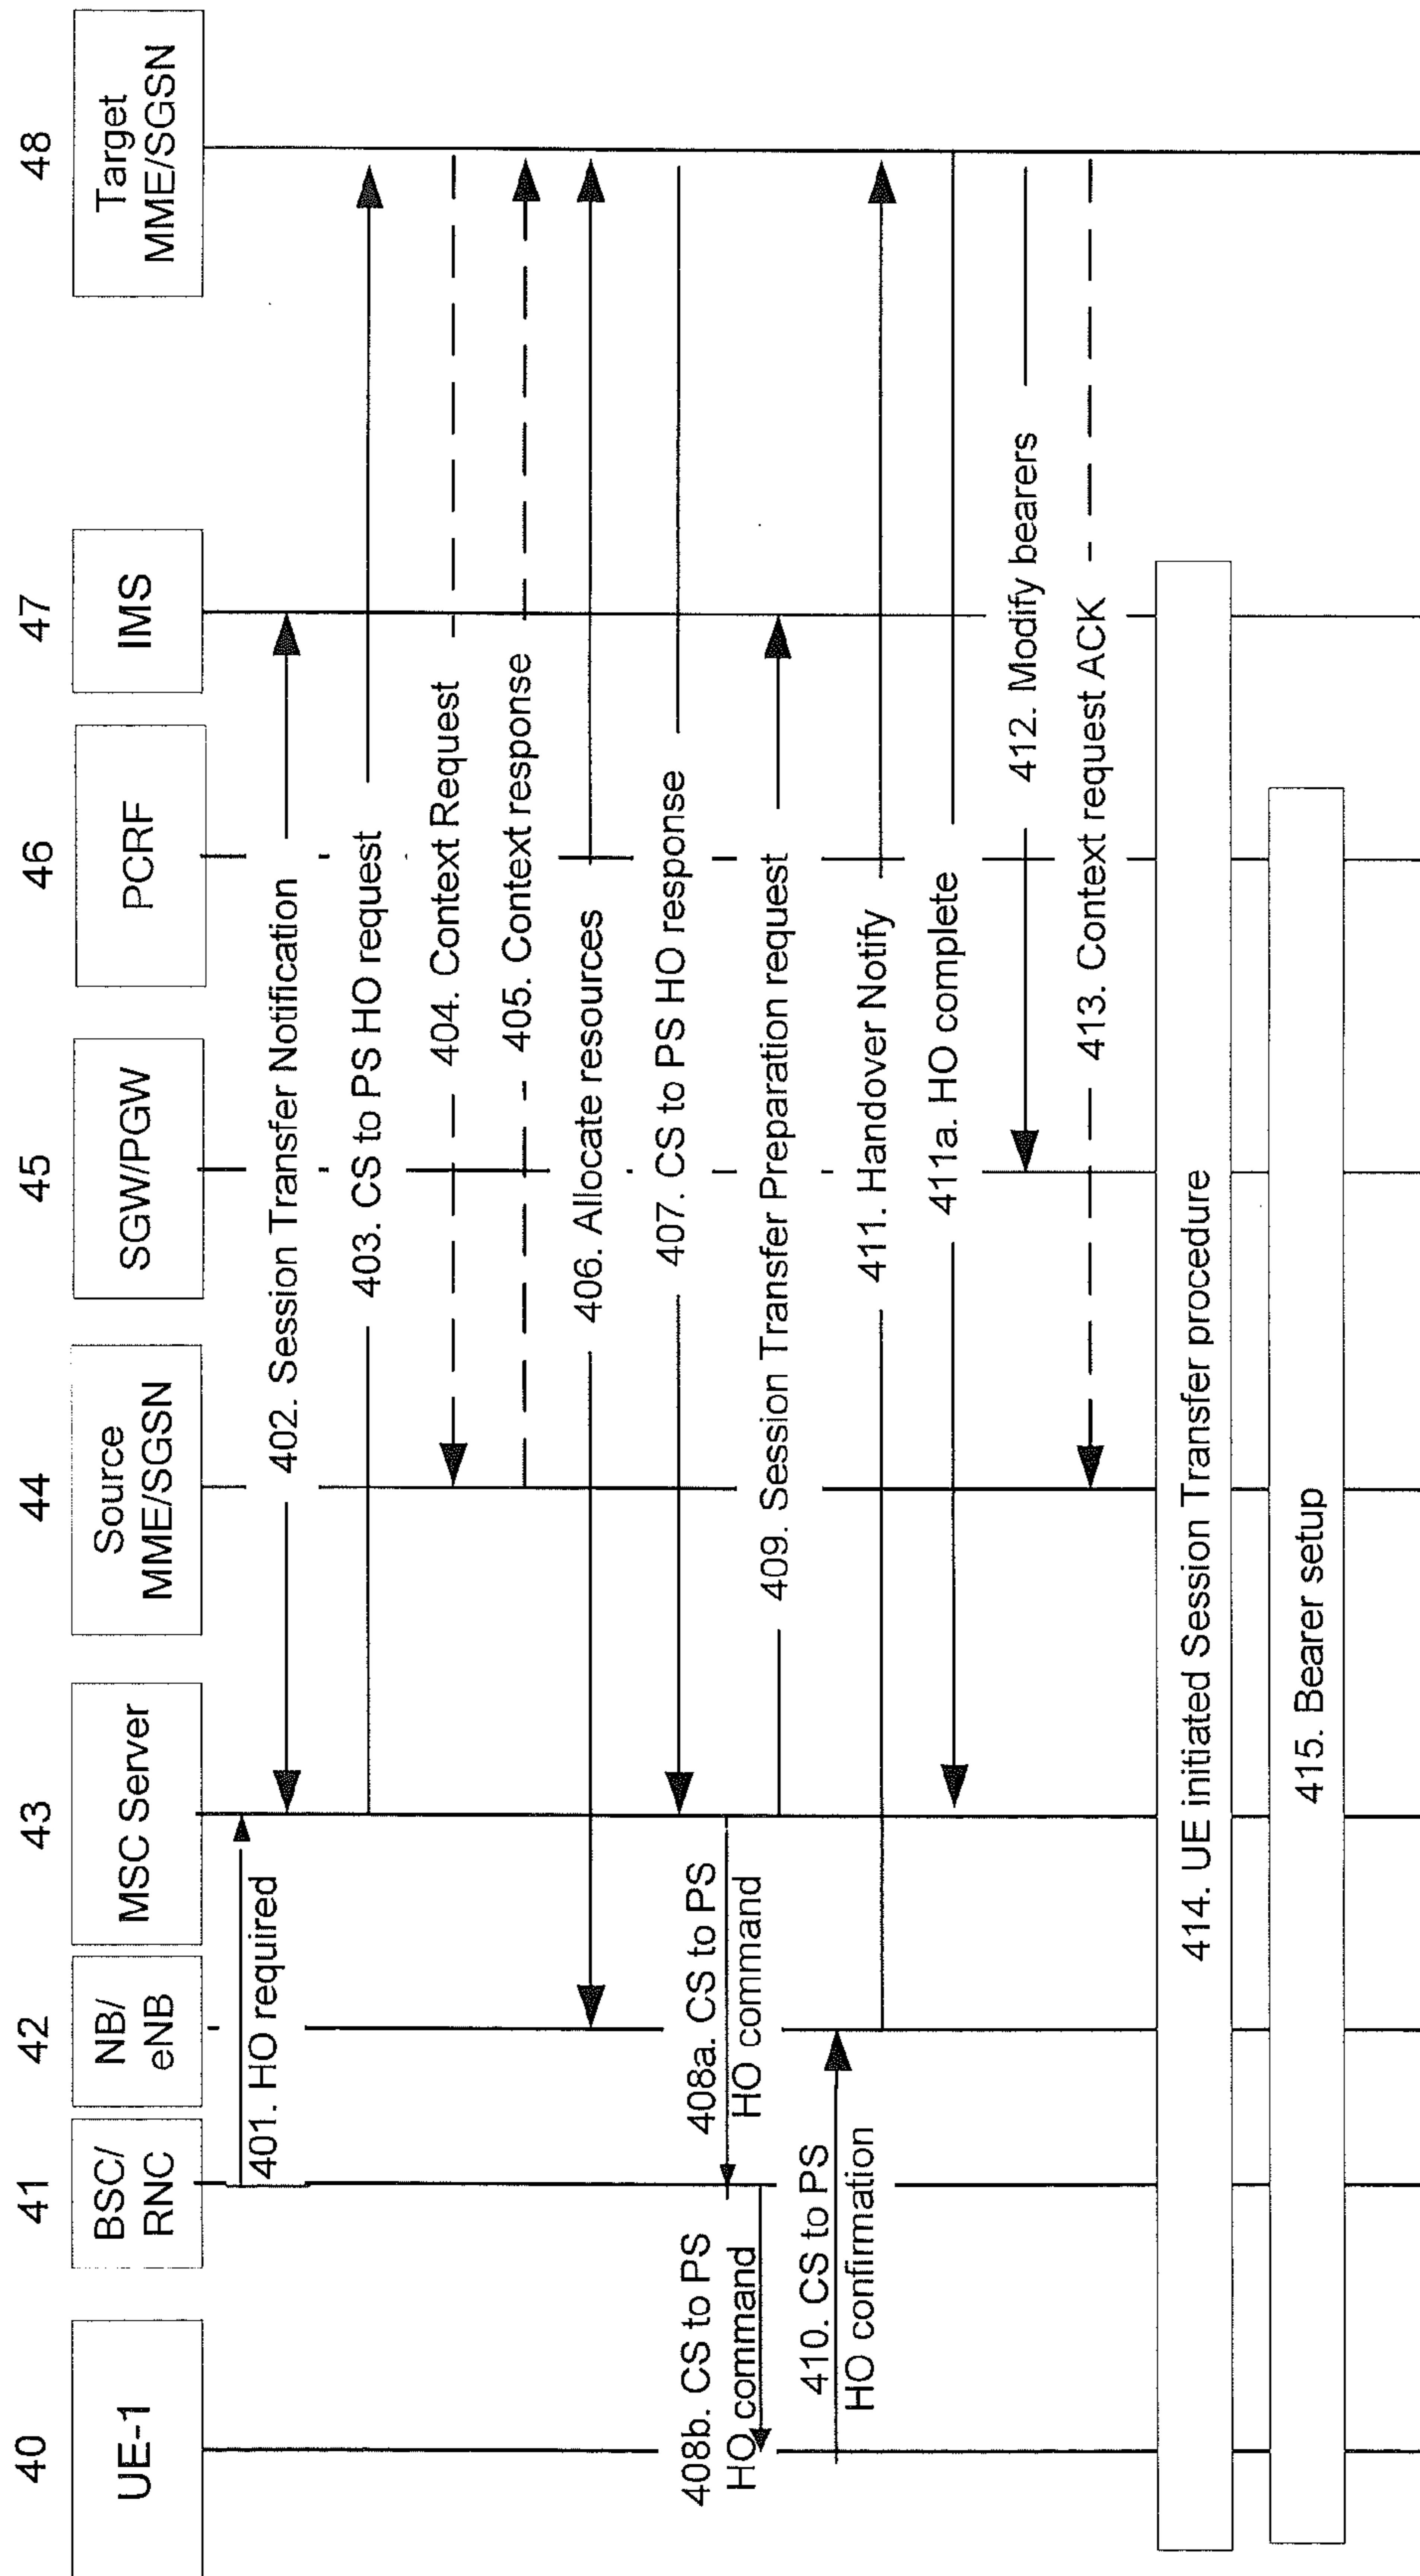 40
41
42
43
44
45
46
47
48
UE-1
BSC/
RNC
NB/
eNB
MSC Server
Source
MME/SGSN
SGW/PGW
PCRF
IMS
Target
MME/SGSN
401. HO required
402. Session Transfer Notification
403. CS to PS HO request
404. Context Request
405. Context response
406. Allocate resources
407. CS to PS HO response
408a. CS to PS
HO command
408b. CS to PS
HO command
409. Session Transfer Preparation request
410. CS to PS
HO confirmation
411. Handover Notify
411a. HO complete
412. Modify bearers
413. Context request ACK
414. UE initiated Session Transfer procedure
415. Bearer setup